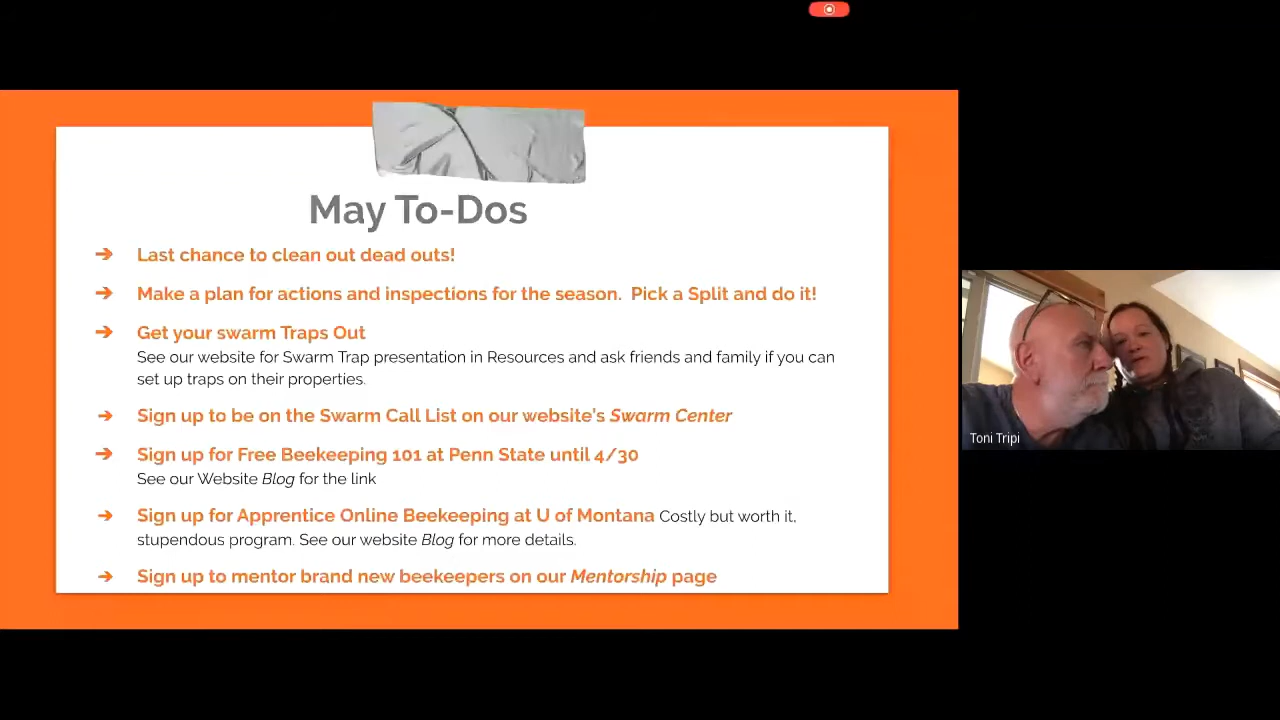 May To-Dos
➔ Last chance to clean out dead outs!
➔ Make a plan for actions and inspections for the season.  Pick a Split and do it!
➔ Get your swarm Traps Out
See our website for Swarm Trap presentation in Resources and ask friends and family if you can
set up traps on their properties.
➔ Sign up to be on the Swarm Call List on our website's Swarm Center
➔ Sign up for Free Beekeeping 101 at Penn State until 4/30
See our Website Blog for the link
➔ Sign up for Apprentice Online Beekeeping at U of Montana Costly but worth it,
stupendous program. See our website Blog for more details.
➔ Sign up to mentor brand new beekeepers on our Mentorship page
Toni Tripi